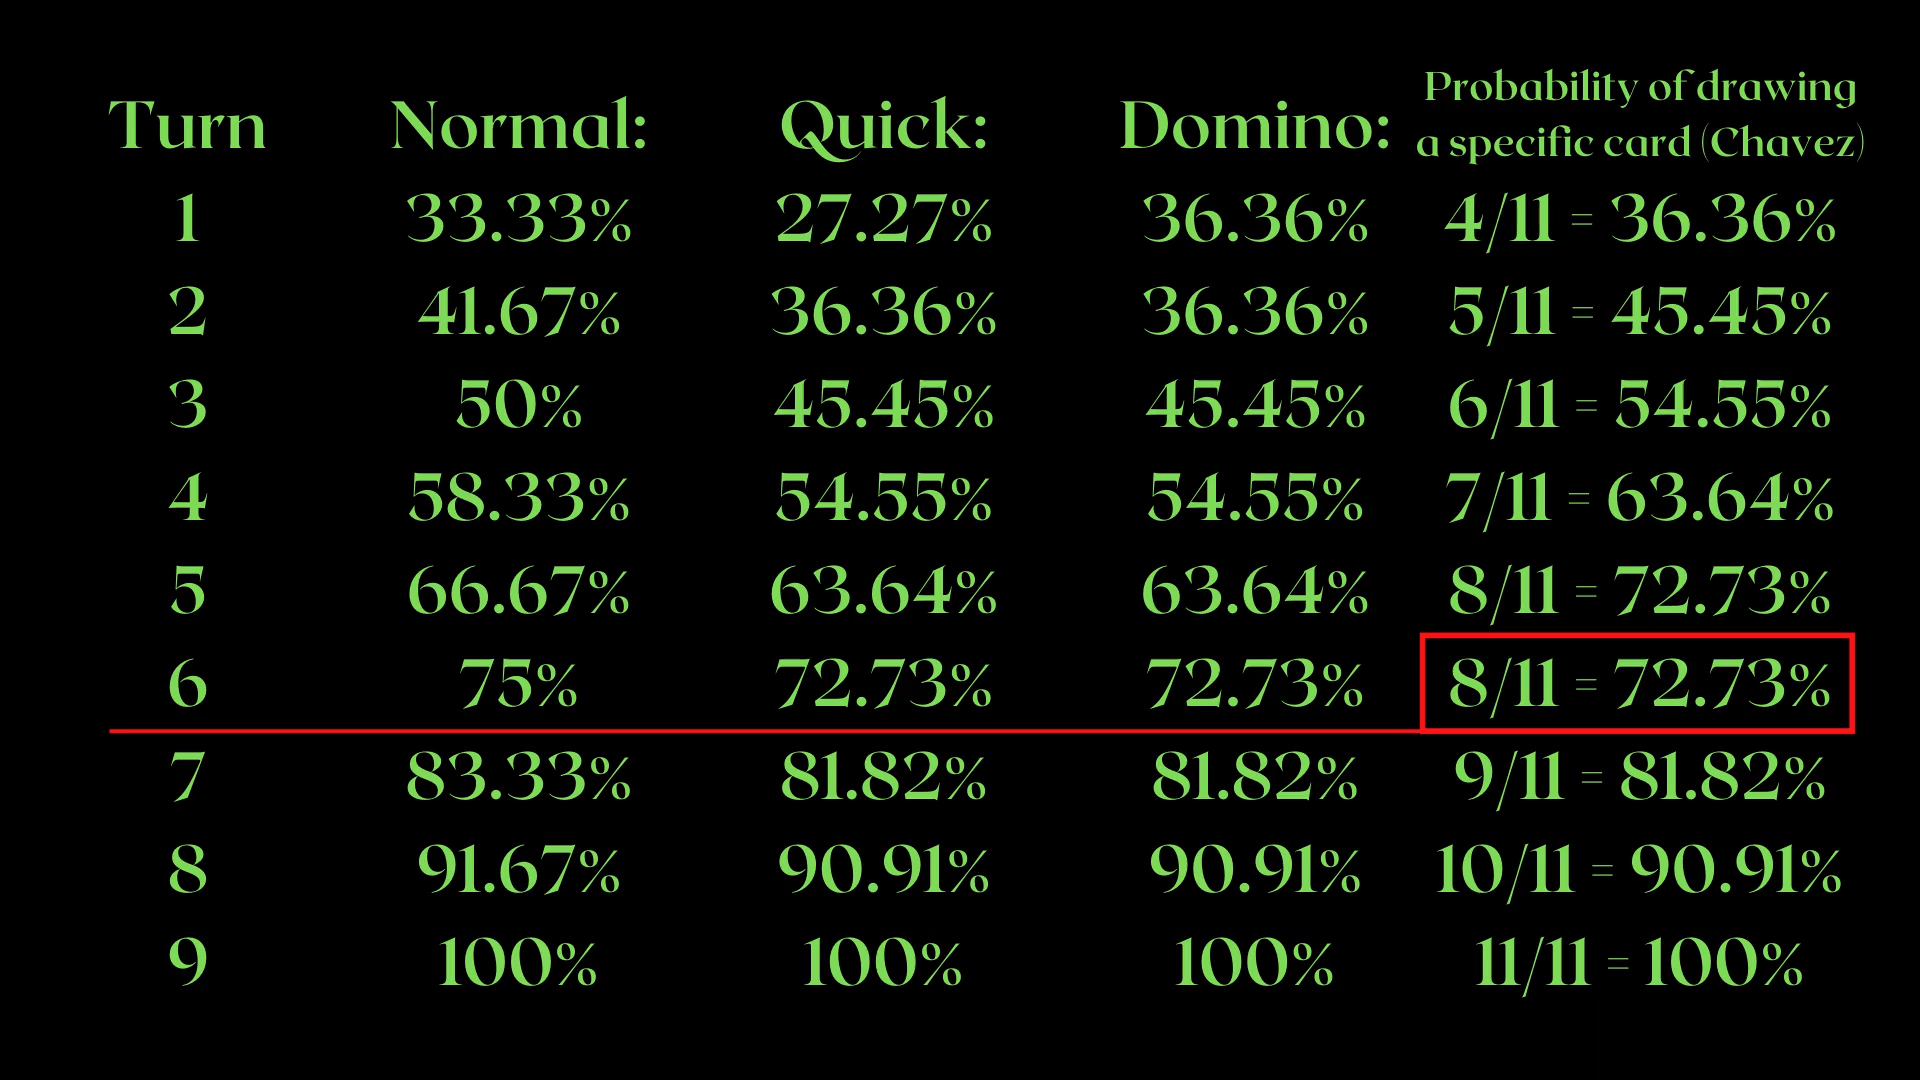 Turn Normal: Quick: Domino: Probability of drawing
a specific card (Chavez)
1 33.33% 27.27% 36.36% 4/11 = 36.36%
2 41.67% 36.36% 36.36% 5/11 = 45.45%
3 50% 45.45% 45.45% 6/11 = 54.55%
4 58.33% 54.55% 54.55% 7/11 = 63.64%
5 66.67% 63.64% 63.64% 8/11 = 72.73%
6 75% 72.73% 72.73% 8/11 = 72.73%
7 83.33% 81.82% 81.82% 9/11 = 81.82%
8 91.67% 90.91% 90.91% 10/11 = 90.91%
9 100% 100% 100% 11/11 = 100%